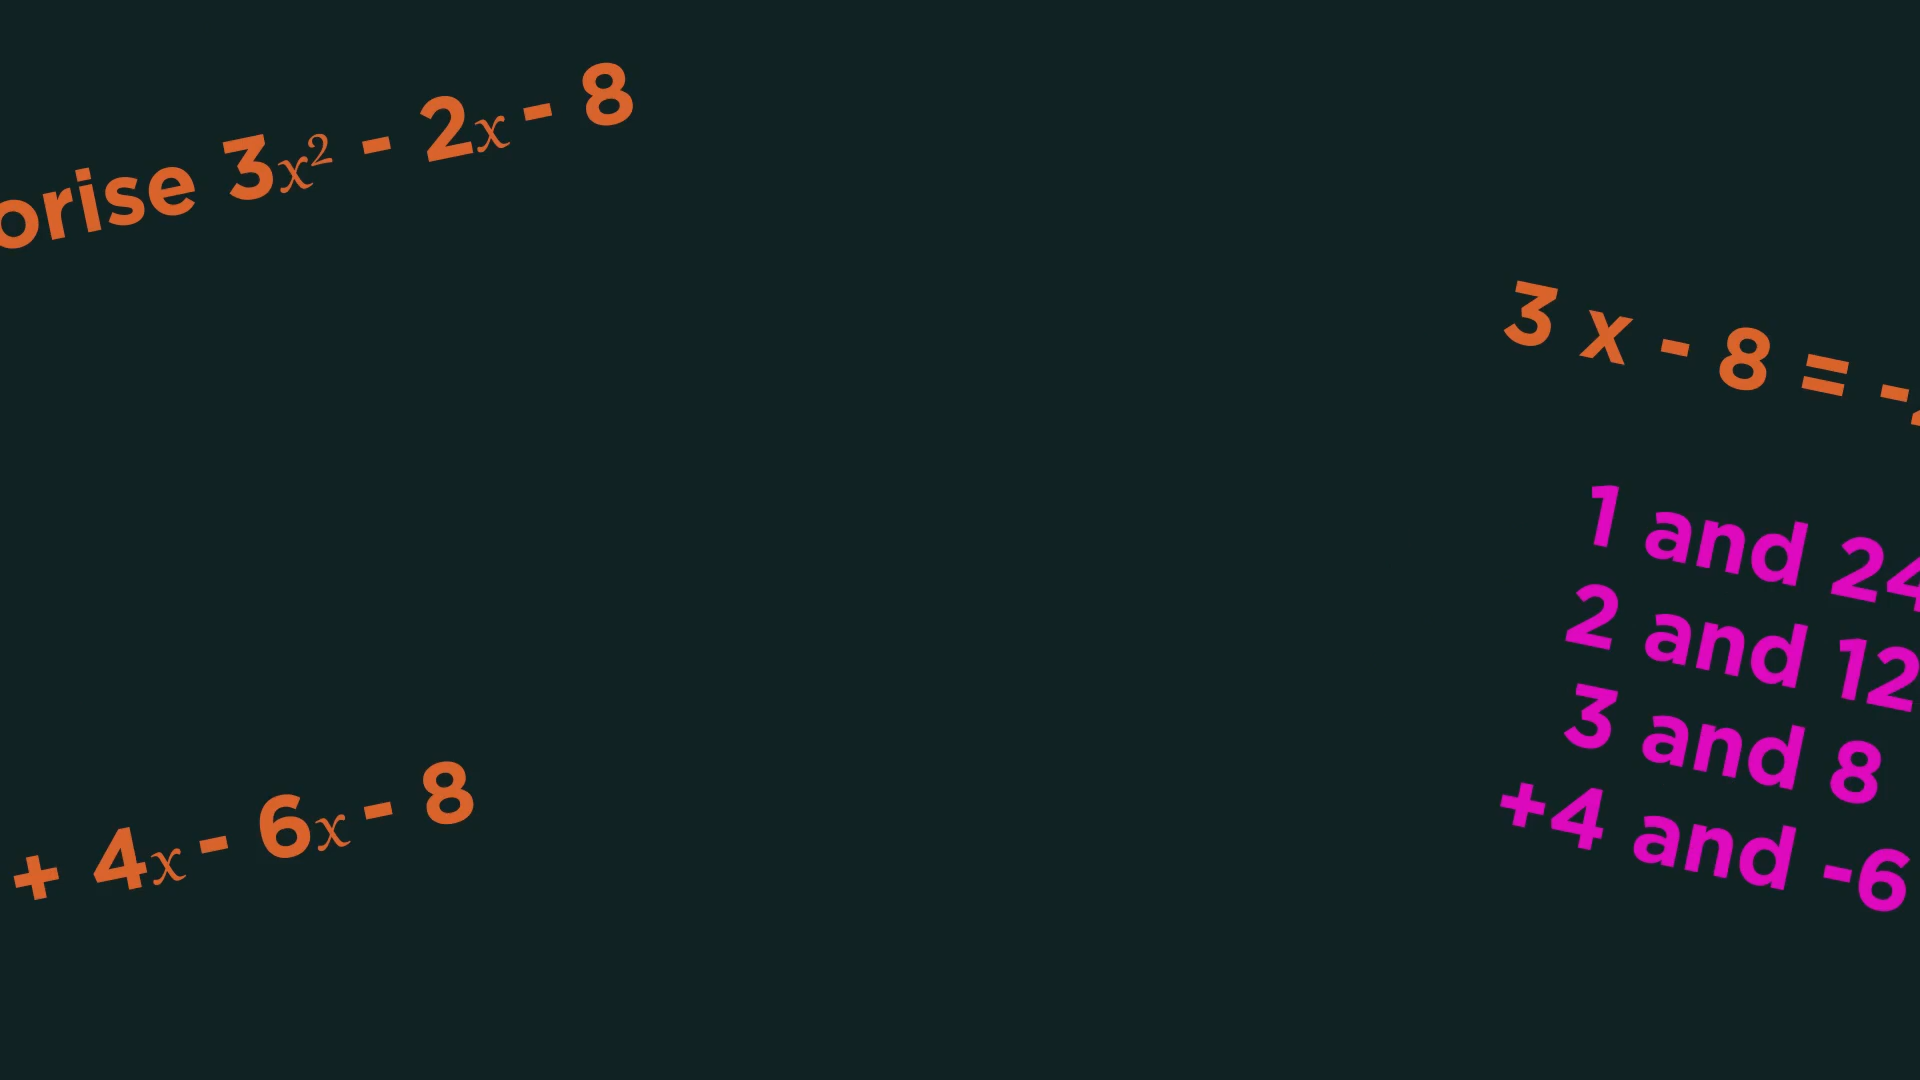 orise 3x² - 2x - 8
+ 4x - 6x - 8
3 x - 8 = -
1 and 24
2 and 12
3 and 8
+4 and -6